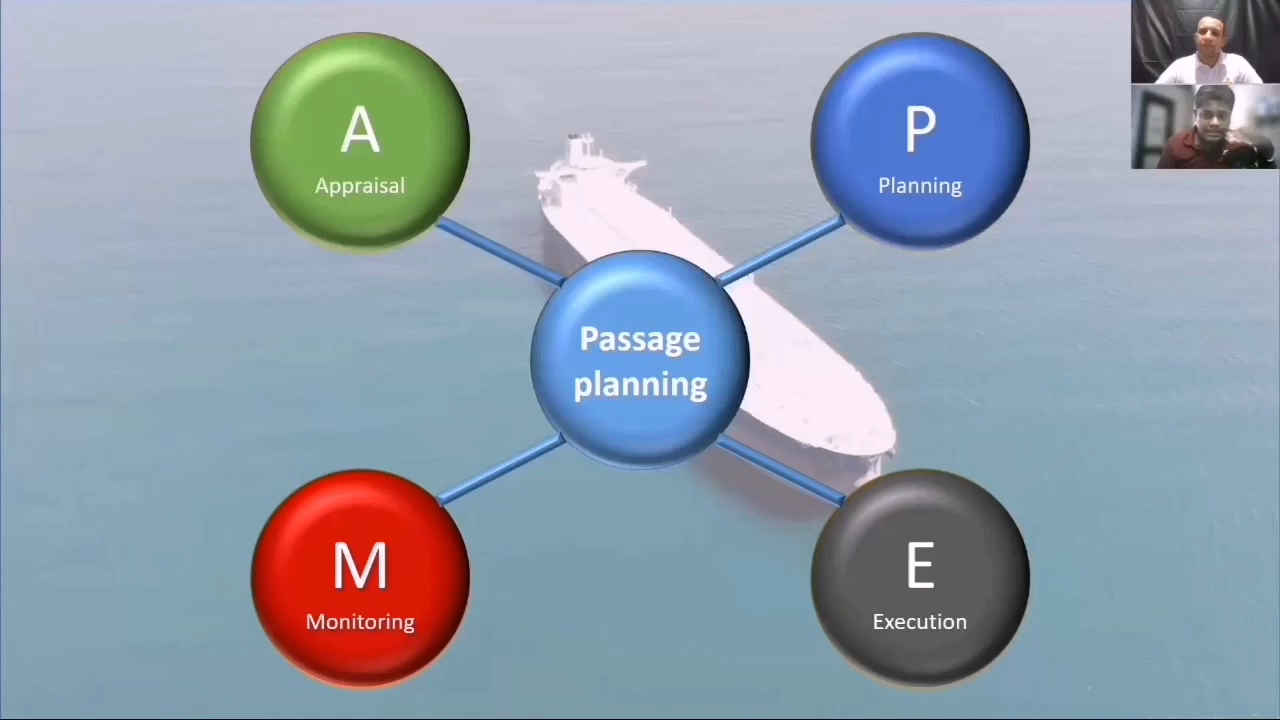 A
Appraisal
P
Planning
Passage
planning
M
Monitoring
E
Execution